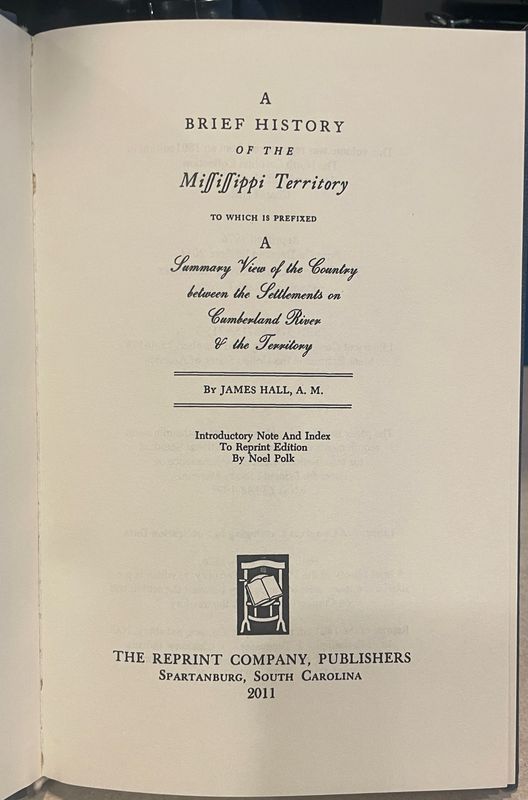 A
BRIEF HISTORY
OF THE
Miſſiſſippi Territory
TO WHICH IS PREFIXED
A
Summary View of the Country
between the Settlements on
Cumberland River
& the Territory
By JAMES HALL, A. M.
Introductory Note And Index
To Reprint Edition
By Noel Polk
THE REPRINT COMPANY, PUBLISHERS
Spartanburg, South Carolina
2011